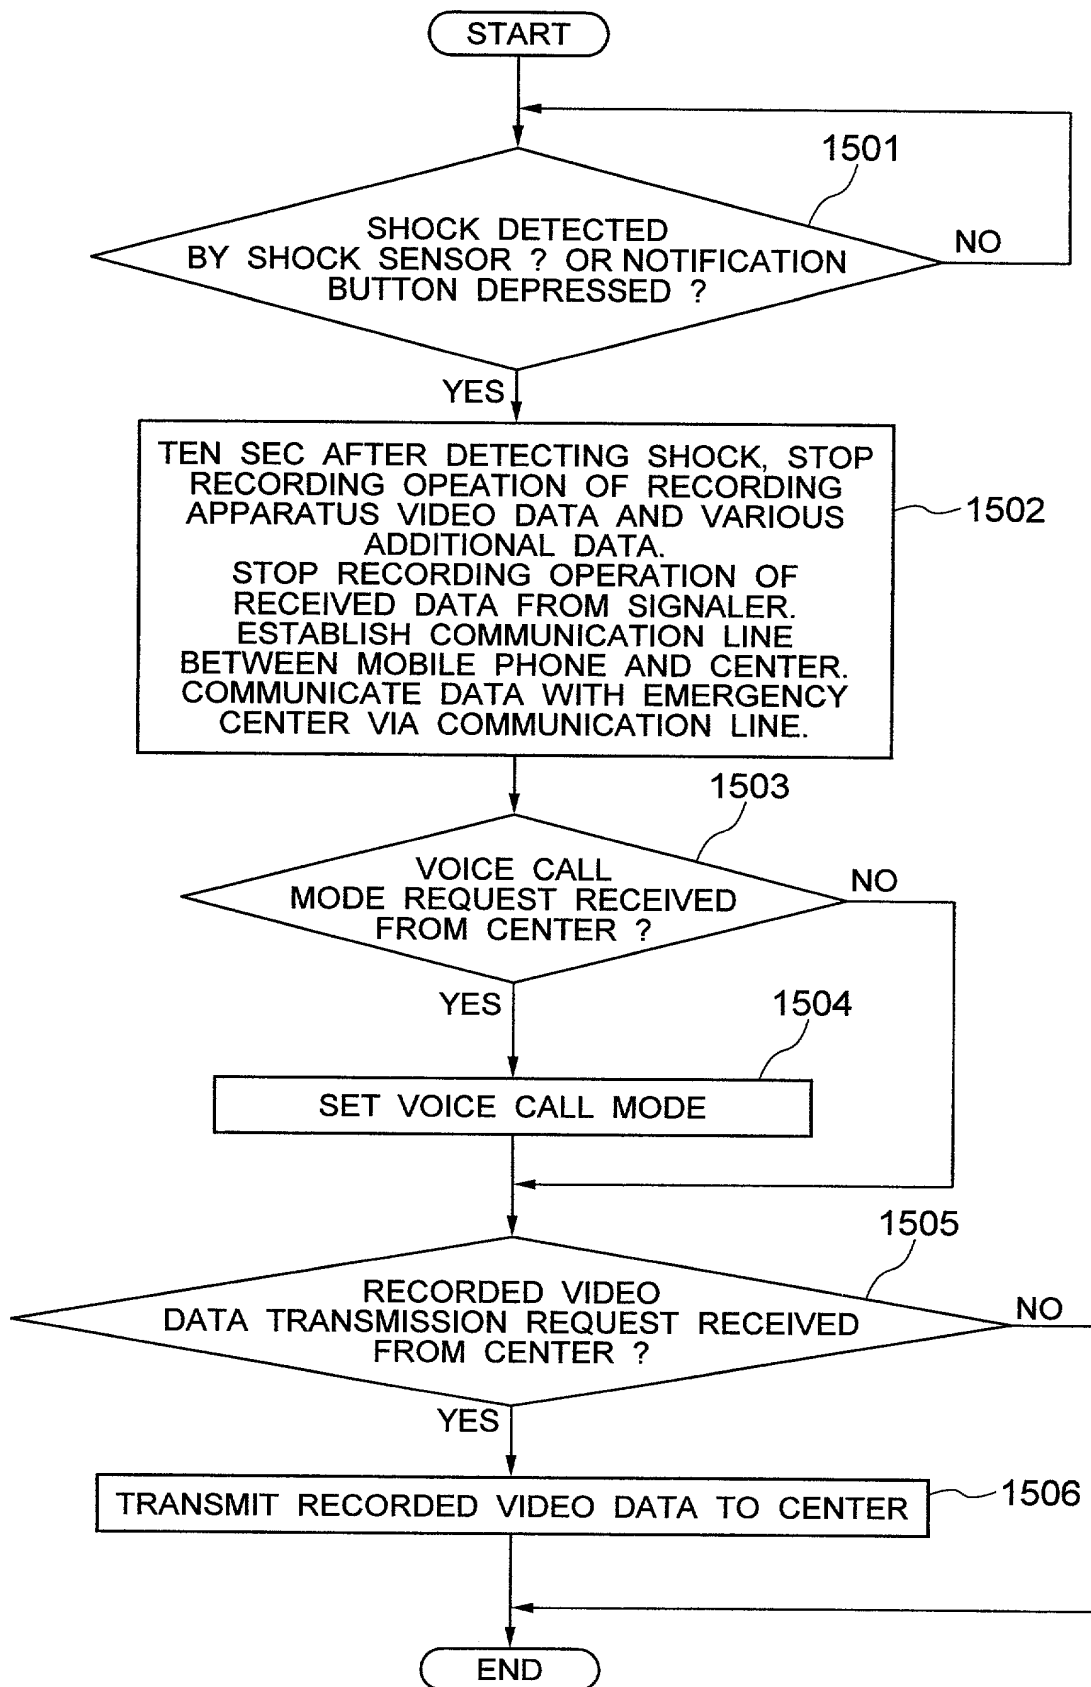 START
1501
SHOCK DETECTED
BY SHOCK SENSOR ? OR NOTIFICATION
BUTTON DEPRESSED ?
NO
YES
TEN SEC AFTER DETECTING SHOCK, STOP
RECORDING OPEATION OF RECORDING
APPARATUS VIDEO DATA AND VARIOUS
ADDITIONAL DATA.
STOP RECORDING OPERATION OF
RECEIVED DATA FROM SIGNALER.
ESTABLISH COMMUNICATION LINE
BETWEEN MOBILE PHONE AND CENTER.
COMMUNICATE DATA WITH EMERGENCY
CENTER VIA COMMUNICATION LINE.
1502
1503
VOICE CALL
MODE REQUEST RECEIVED
FROM CENTER ?
NO
YES
1504
SET VOICE CALL MODE
1505
RECORDED VIDEO
DATA TRANSMISSION REQUEST RECEIVED
FROM CENTER ?
NO
YES
TRANSMIT RECORDED VIDEO DATA TO CENTER
1506
END